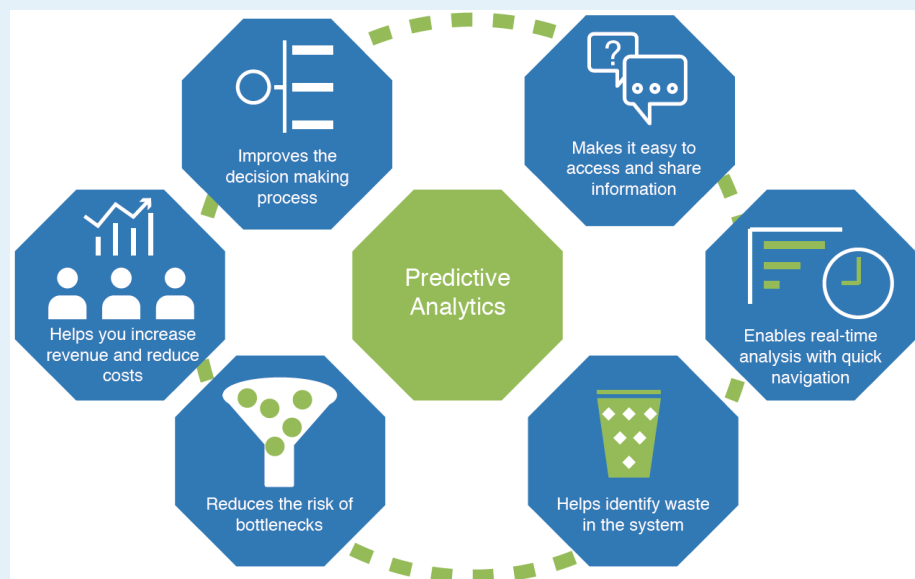 Improves the
decision making
process
?
Makes it easy to
access and share
information
Helps you increase
revenue and reduce
costs
Predictive
Analytics
Enables real-time
analysis with quick
navigation
Reduces the risk of
bottlenecks
Helps identify waste
in the system